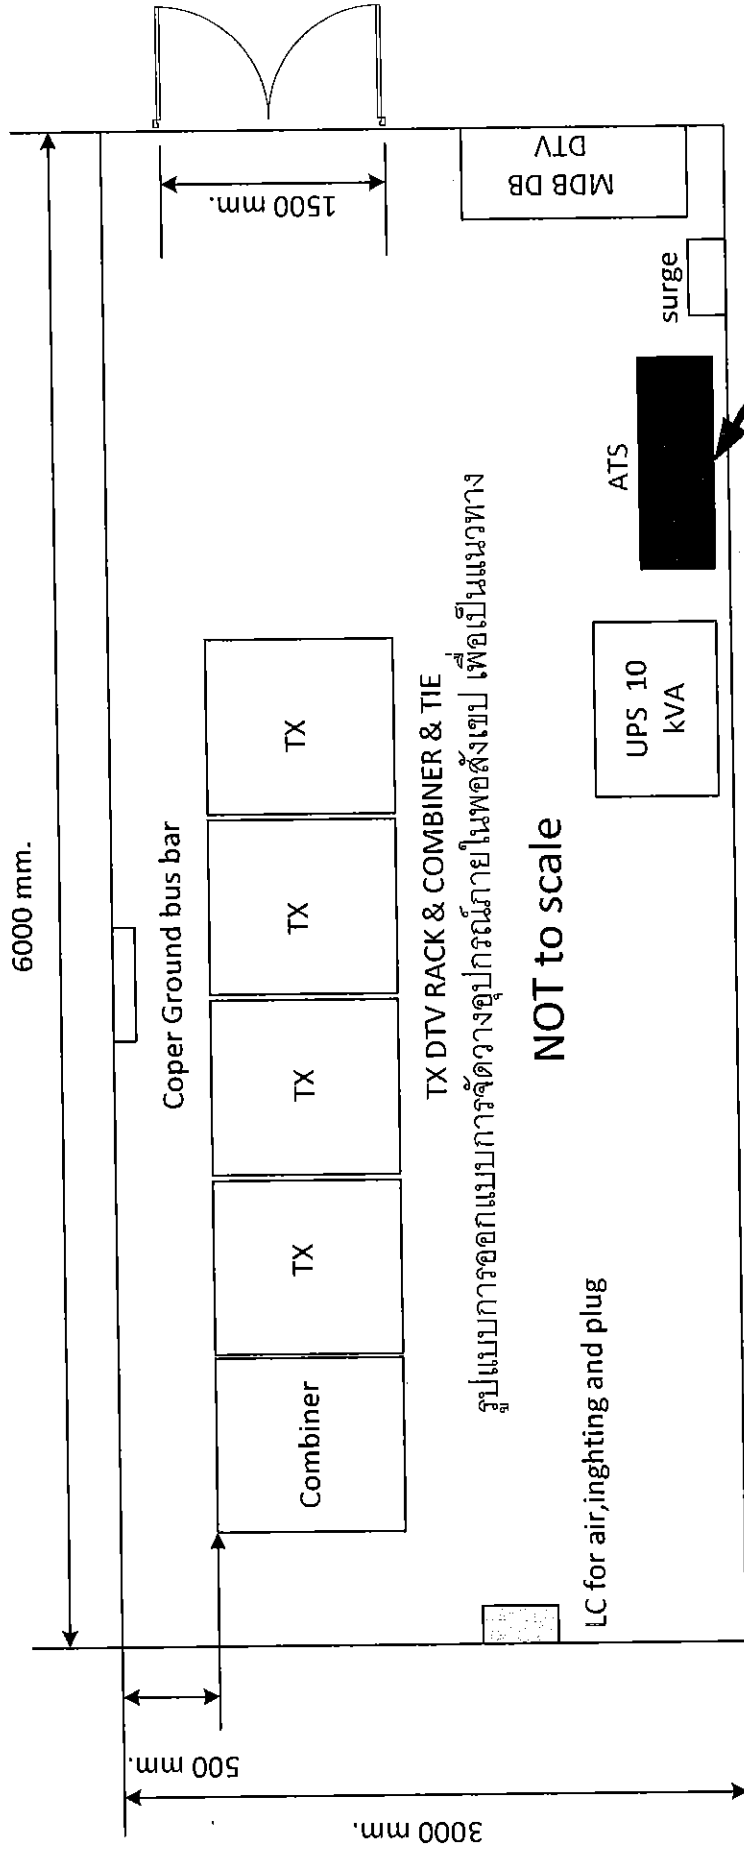 6000 mm.
1500 mm.
500 mm.
3000 mm.
Coper Ground bus bar
Combiner
TX
TX
TX
TX
TX DTV RACK & COMBINER & TIE
รูปแบบการออกแบบการจัดวางอุปกรณ์ภายในพอสังเขป เพื่อเป็นแนวทาง
NOT to scale
MDB DB
DTV
LC for air,inghting and plug
UPS 10
kVA
ATS
surge